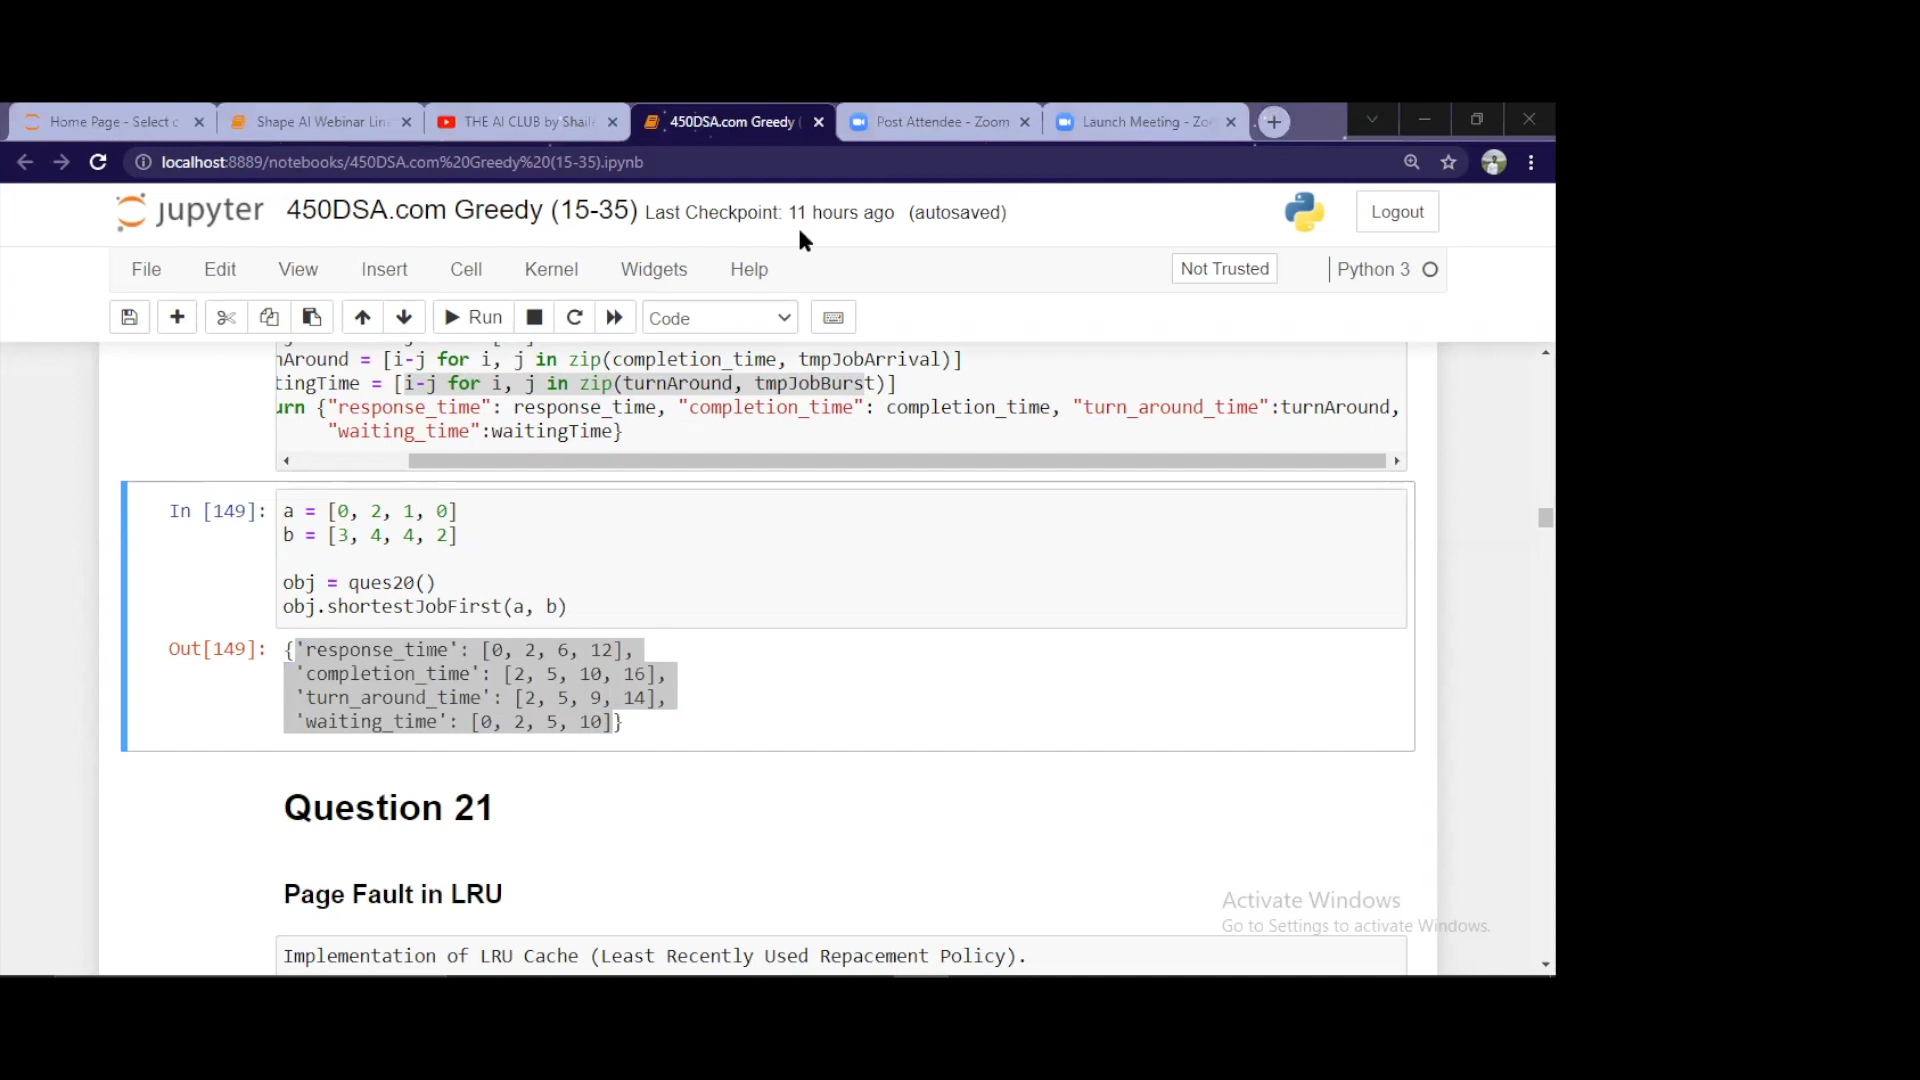 Home Page - Select c
Shape AI Webinar Line
THE AI CLUB by Shaile
450DSA.com Greedy (
Post Attendee - Zoom
Launch Meeting - Zo
localhost:8889/notebooks/450DSA.com%20Greedy%20(15-35).ipynb
jupyter 450DSA.com Greedy (15-35) Last Checkpoint: 11 hours ago (autosaved)
Logout
File Edit View Insert Cell Kernel Widgets Help
Not Trusted
Python 3
Run
Code
nAround = [i-j for i, j in zip(completion_time, tmpJobArrival)]
tingTime = [i-j for i, j in zip(turnAround, tmpJobBurst)]
urn {"response_time": response_time, "completion_time": completion_time, "turn_around_time":turnAround,
"waiting_time":waitingTime}
In [149]: a = [0, 2, 1, 0]
b = [3, 4, 4, 2]
obj = ques20()
obj.shortestJobFirst(a, b)
Out[149]: {'response_time': [0, 2, 6, 12],
'completion_time': [2, 5, 10, 16],
'turn_around_time': [2, 5, 9, 14],
'waiting_time': [0, 2, 5, 10]}
Question 21
Page Fault in LRU
Activate Windows
Go to Settings to activate Windows.
Implementation of LRU Cache (Least Recently Used Repacement Policy).